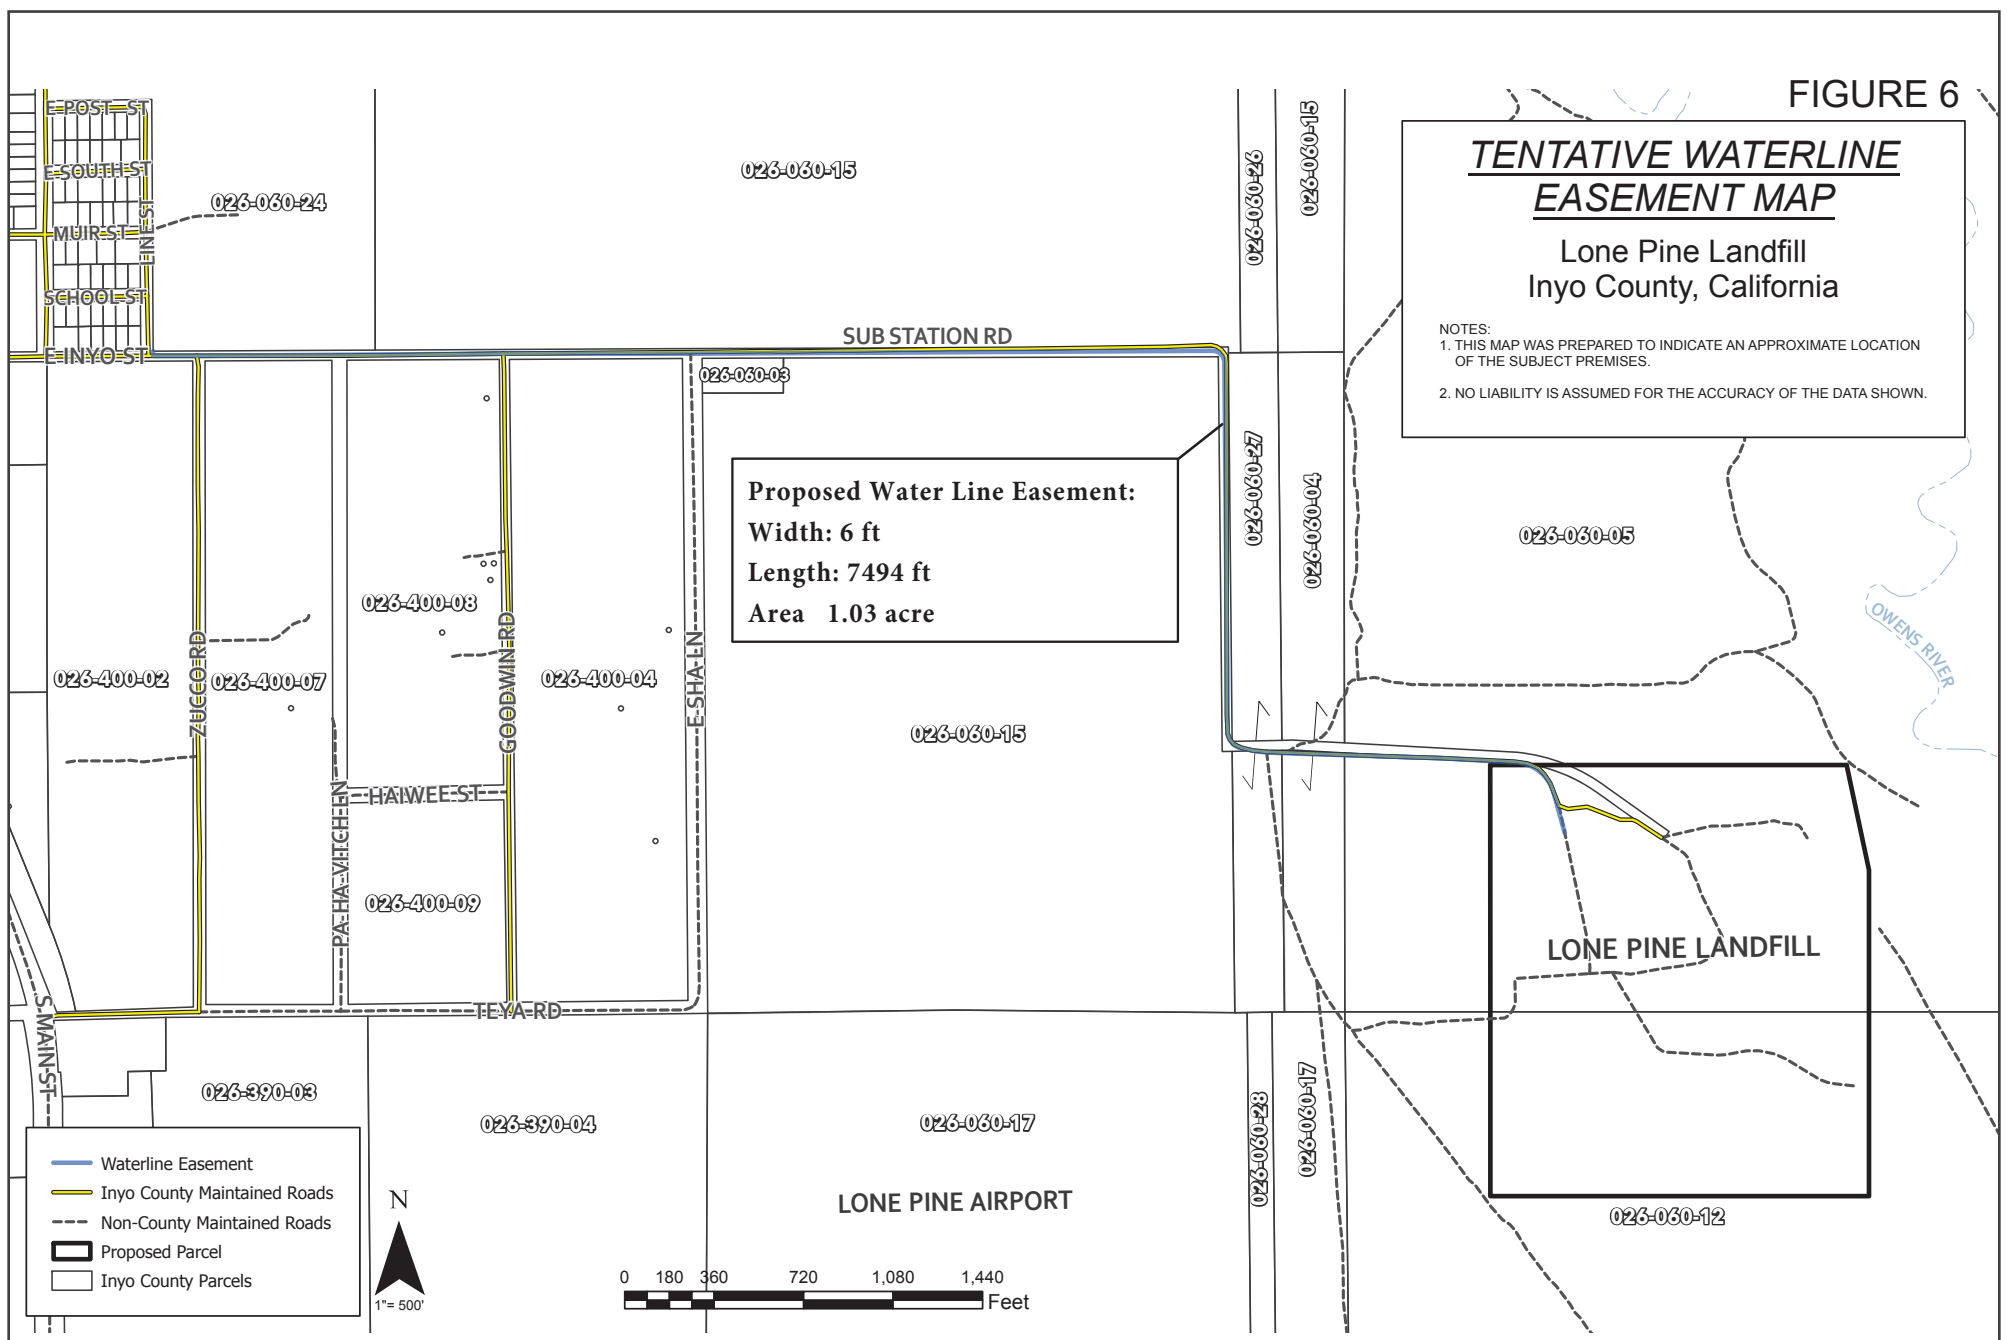 FIGURE 6
TENTATIVE WATERLINE
EASEMENT MAP
Lone Pine Landfill
Inyo County, California
NOTES:
1. THIS MAP WAS PREPARED TO INDICATE AN APPROXIMATE LOCATION
OF THE SUBJECT PREMISES.
2. NO LIABILITY IS ASSUMED FOR THE ACCURACY OF THE DATA SHOWN.
E POST ST
E SOUTH ST
MUIR ST
LINE ST
SCHOOL ST
E INYO ST
026-060-24
026-060-15
026-060-26
026-060-15
SUB STATION RD
026-060-03
Proposed Water Line Easement:
Width: 6 ft
Length: 7494 ft
Area 1.03 acre
026-060-27
026-060-04
026-060-05
OWENS RIVER
026-400-02
ZUCCO RD
026-400-07
026-400-08
GOODWIN RD
026-400-04
E SHA LN
026-060-15
HAIWEE ST
PA HA VITCH LN
026-400-09
LONE PINE LANDFILL
TEYA RD
S MAIN ST
026-390-03
026-390-04
026-060-17
026-060-28
026-060-17
LONE PINE AIRPORT
026-060-12
Waterline Easement
Inyo County Maintained Roads
Non-County Maintained Roads
Proposed Parcel
Inyo County Parcels
N
1"= 500'
0 180 360 720 1,080 1,440
Feet